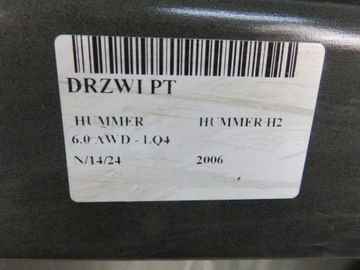 DRZWI PT
HUMMER HUMMER H2
6.0 AWD - LQ4
N/14/24 2006